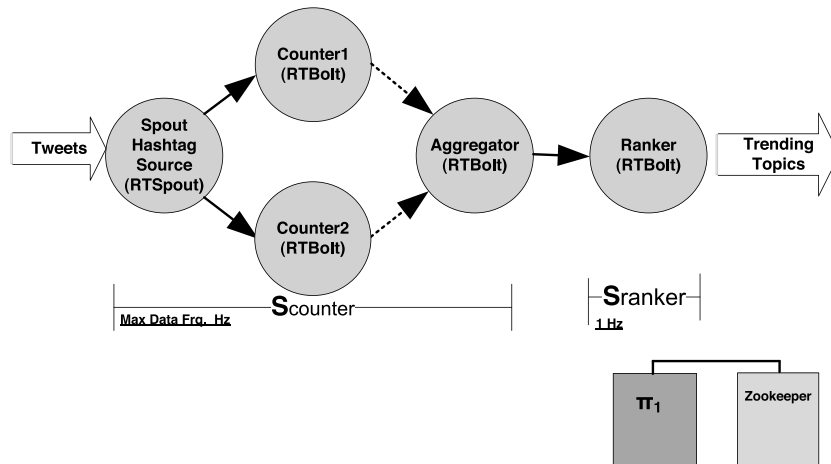 Counter1
(RTBolt)
Tweets
Spout
Hashtag
Source
(RTSpout)
Aggregator
(RTBolt)
Ranker
(RTBolt)
Trending
Topics
Counter2
(RTBolt)
Scounter
Max Data Frq. Hz
Sranker
1 Hz
π1
Zookeeper